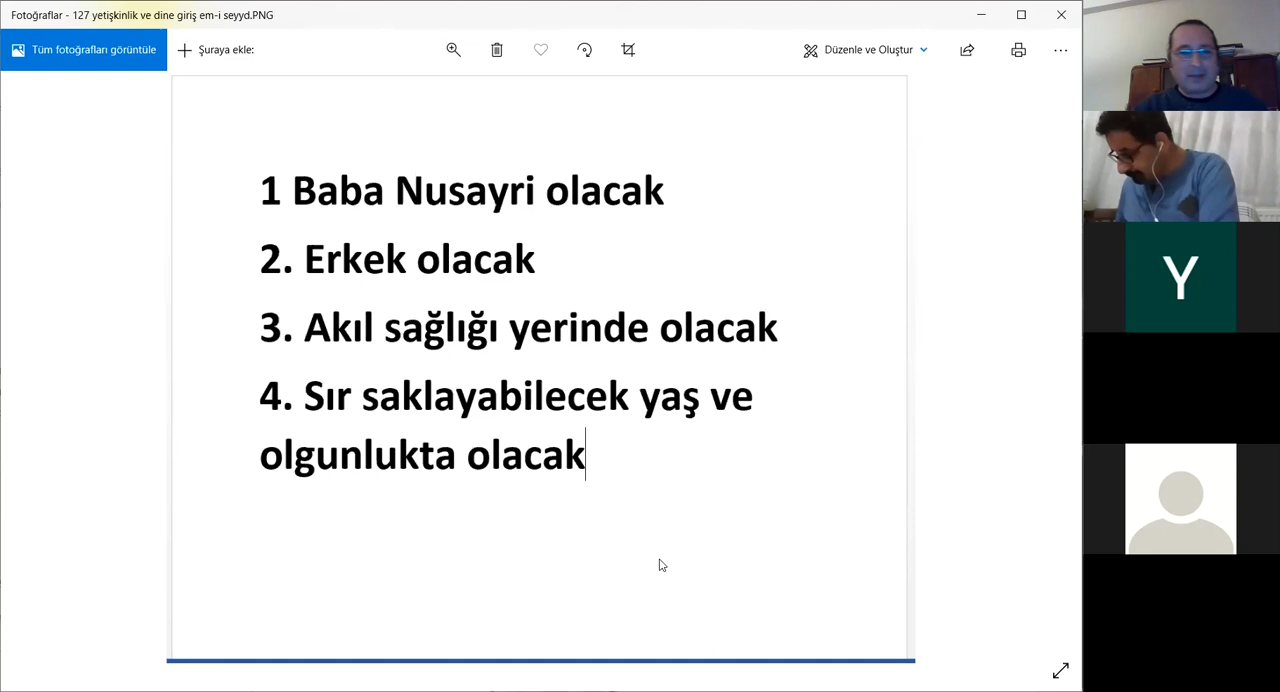 Fotoğraflar - 127 yetişkinlik ve dine giriş em-i seyyd.PNG
Tüm fotoğrafları görüntüle
Şuraya ekle:
Düzenle ve Oluştur
1 Baba Nusayri olacak
2. Erkek olacak
3. Akıl sağlığı yerinde olacak
4. Sır saklayabilecek yaş ve
olgunlukta olacak
Y